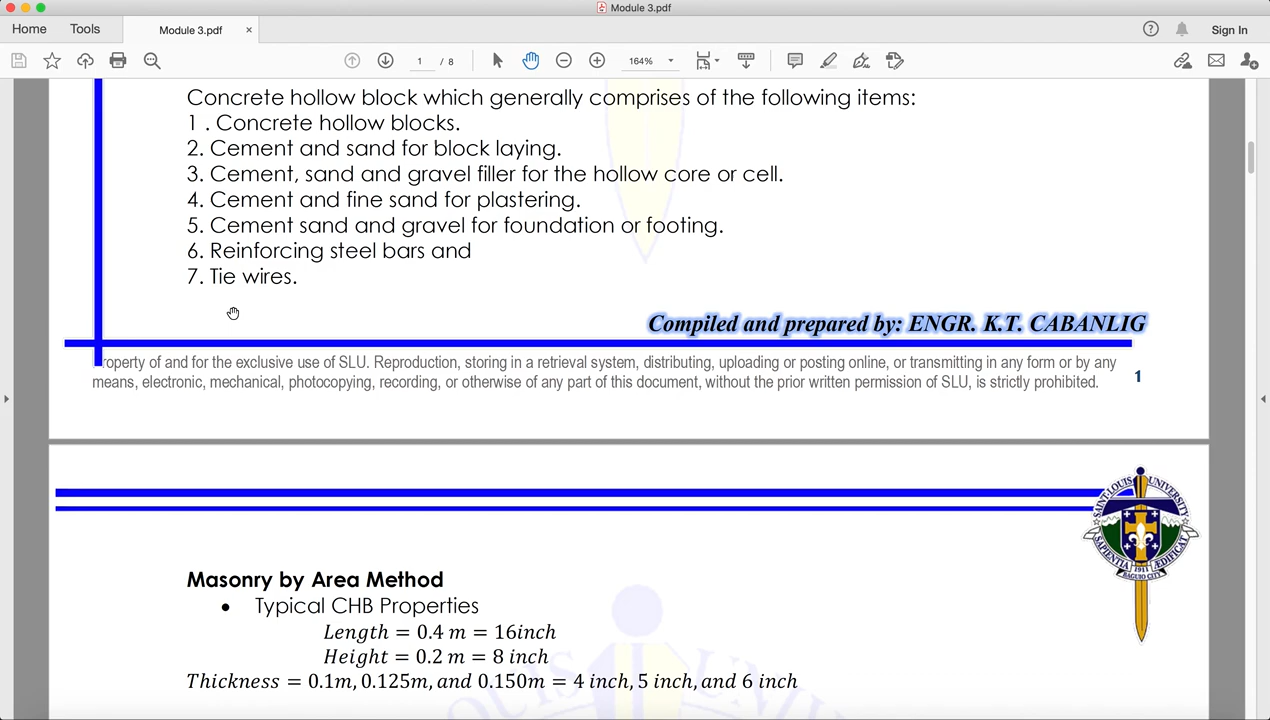 Module 3.pdf
Home Tools Module 3.pdf × Sign In
1 / 8 164%
Concrete hollow block which generally comprises of the following items:
1 . Concrete hollow blocks.
2. Cement and sand for block laying.
3. Cement, sand and gravel filler for the hollow core or cell.
4. Cement and fine sand for plastering.
5. Cement sand and gravel for foundation or footing.
6. Reinforcing steel bars and
7. Tie wires.
Compiled and prepared by: ENGR. K.T. CABANLIG
roperty of and for the exclusive use of SLU. Reproduction, storing in a retrieval system, distributing, uploading or posting online, or transmitting in any form or by any
means, electronic, mechanical, photocopying, recording, or otherwise of any part of this document, without the prior written permission of SLU, is strictly prohibited.
1
SAINT LOUIS UNIVERSITY
SAPIENTIA ÆDIFICAT
1911
BAGUIO CITY
Masonry by Area Method
• Typical CHB Properties
Length = 0.4 m = 16inch
Height = 0.2 m = 8 inch
Thickness = 0.1m, 0.125m, and 0.150m = 4 inch, 5 inch, and 6 inch